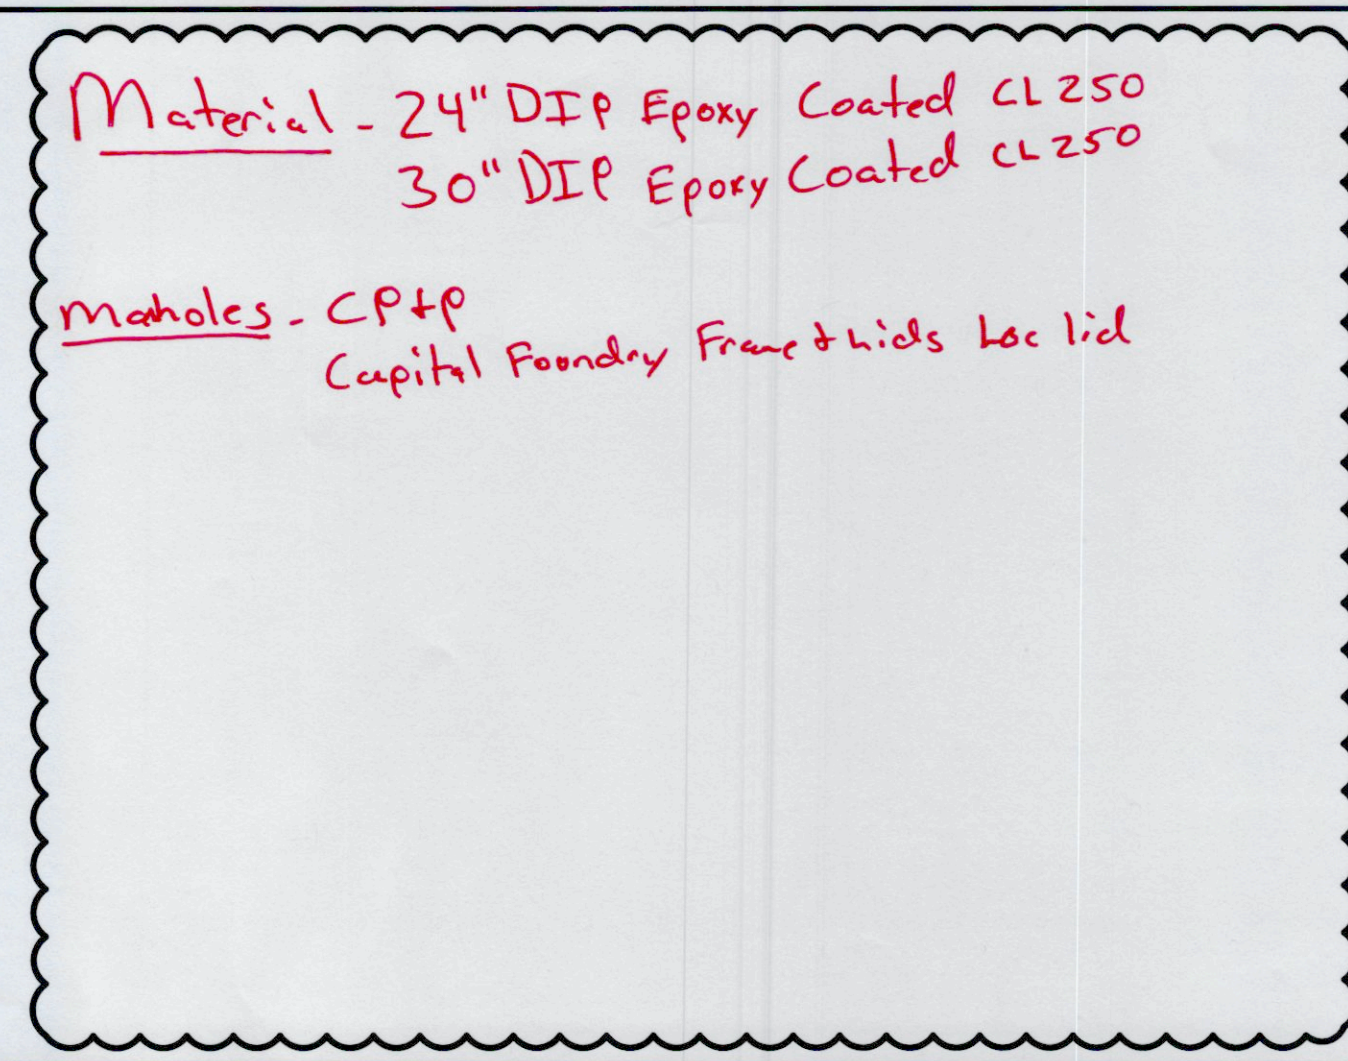 Material - 24" DIP Epoxy Coated CL 250
30" DIP Epoxy Coated CL 250
Maholes - CP+P
Capital Foundry Frame + Lids Loc lid